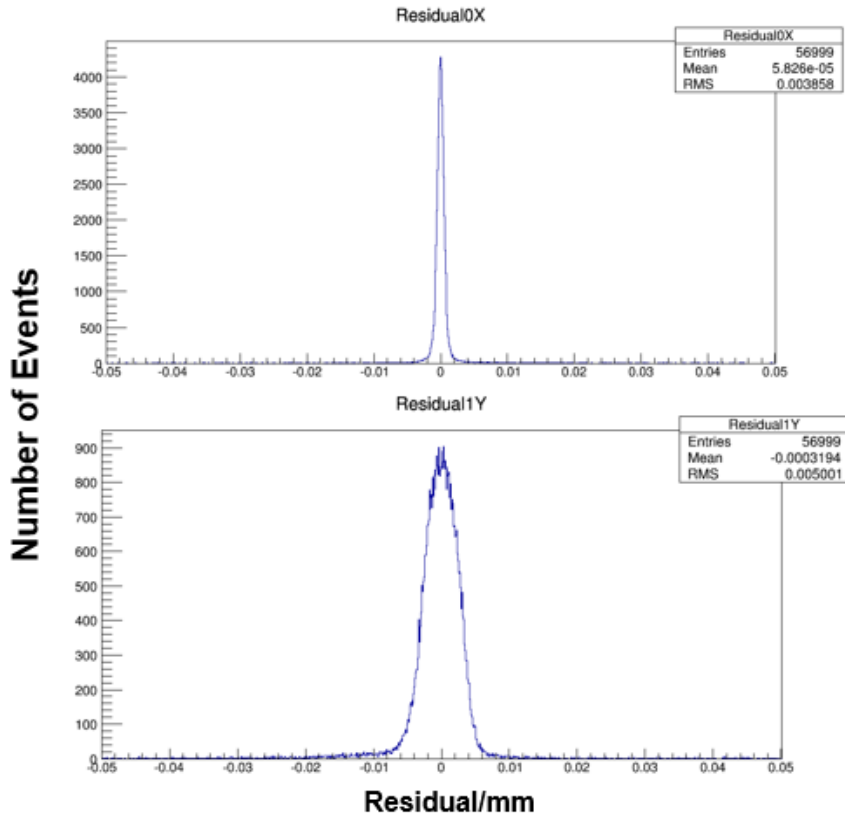 Residual0X
Residual0X
Entries 56999
Mean 5.826e-05
RMS 0.003858
4000
3500
3000
2500
2000
1500
1000
500
0
-0.05 -0.04 -0.03 -0.02 -0.01 0 0.01 0.02 0.03 0.04 0.05
Number of Events
Residual1Y
Residual1Y
Entries 56999
Mean -0.0003194
RMS 0.005001
900
800
700
600
500
400
300
200
100
0
-0.05 -0.04 -0.03 -0.02 -0.01 0 0.01 0.02 0.03 0.04 0.05
Residual/mm